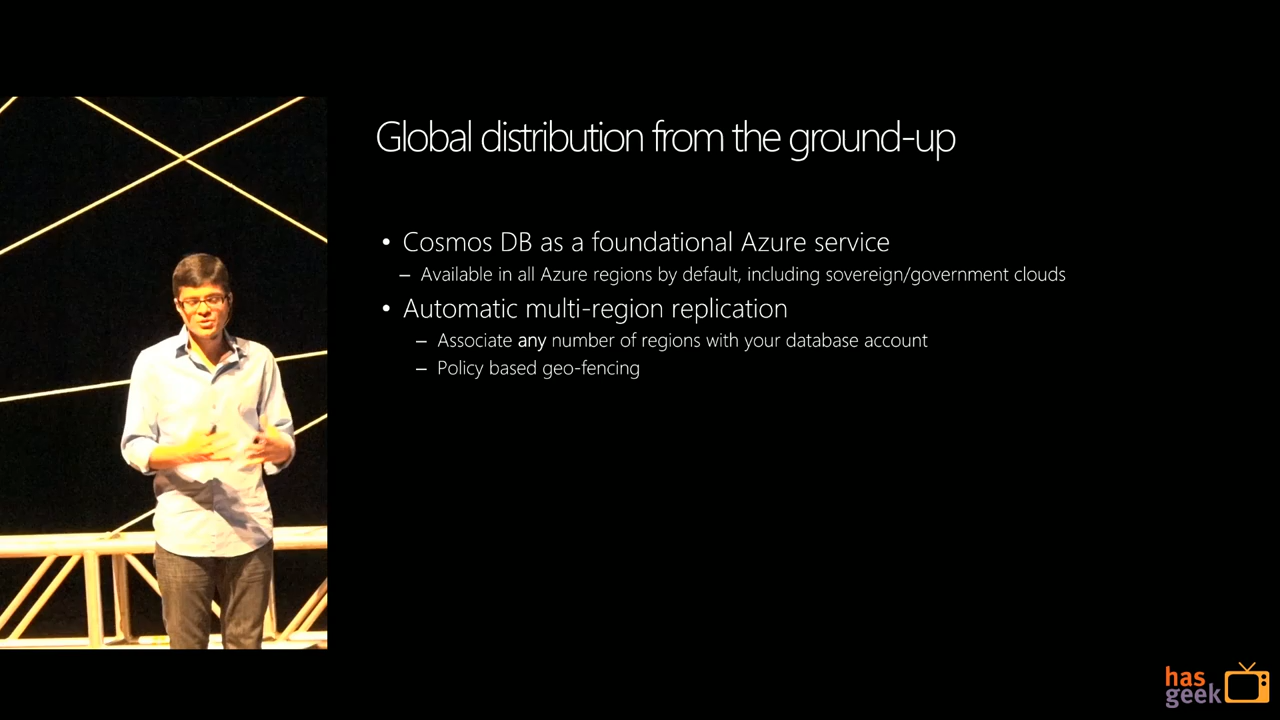 Global distribution from the ground-up
• Cosmos DB as a foundational Azure service
– Available in all Azure regions by default, including sovereign/government clouds
• Automatic multi-region replication
– Associate any number of regions with your database account
– Policy based geo-fencing
has
geek